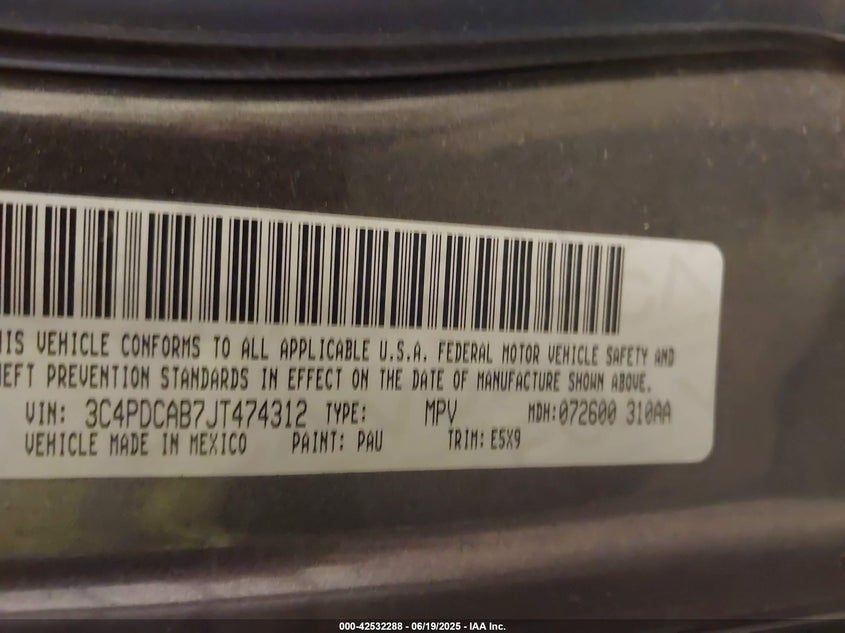 VEHICLE CONFORMS TO ALL APPLICABLE U.S.A. FEDERAL MOTOR VEHICLE SAFETY AND
PREVENTION STANDARDS IN EFFECT ON THE DATE OF MANUFACTURE SHOWN ABOVE.
VIN: 3C4PDCAB7JT474312 TYPE: MPV MDH:072600 310AA
VEHICLE MADE IN MEXICO PAINT: PAU TRIM: E5X9
000-42532288 - 06/19/2025 - IAA Inc.